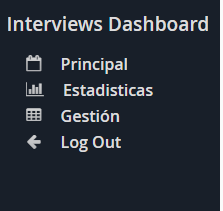 Interviews Dashboard
Principal
Estadisticas
Gestión
Log Out